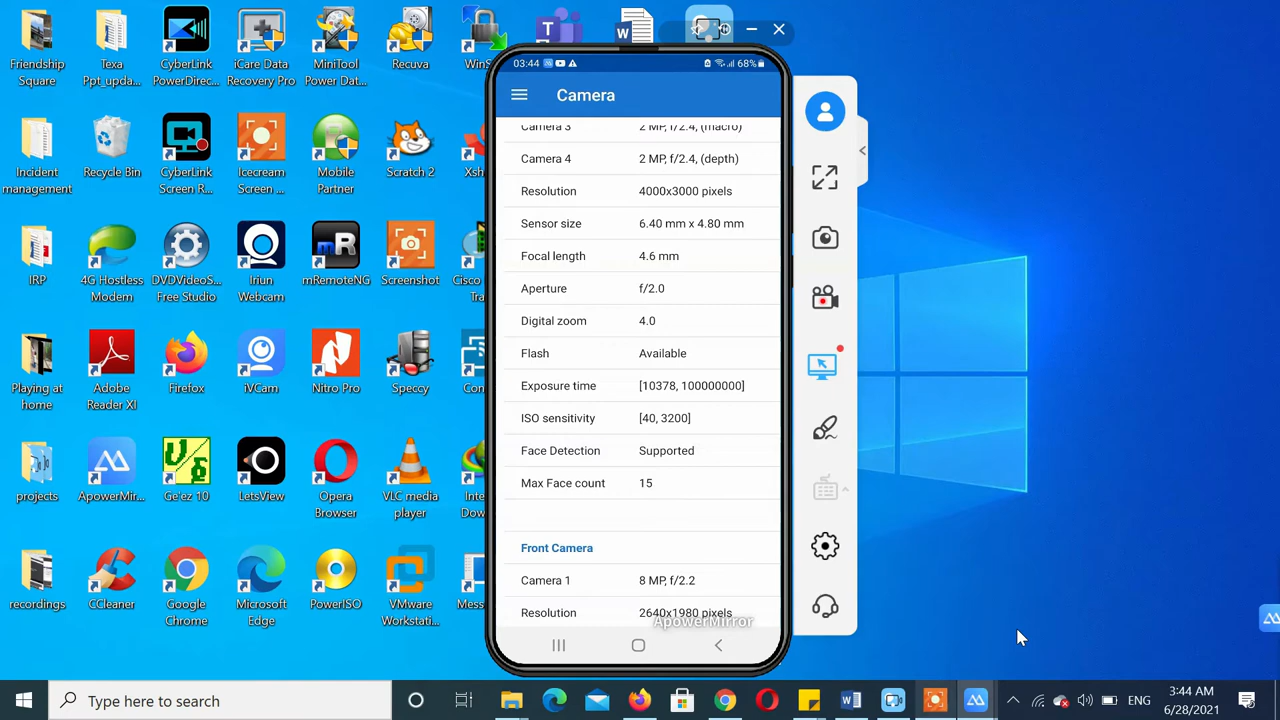 Friendship
Square
Texa
Ppt_upda...
CyberLink
PowerDirec...
iCare Data
Recovery Pro
MiniTool
Power Dat...
Recuva
Incident
management
Recycle Bin
CyberLink
Screen R...
Icecream
Screen ...
Mobile
Partner
Scratch 2
IRP
4G Hostless
Modem
DVDVideoS...
Free Studio
Iriun
Webcam
mRemoteNG
Screenshot
Playing at
home
Adobe
Reader XI
Firefox
iVCam
Nitro Pro
Speccy
projects
ApowerMir...
Ge'ez 10
LetsView
Opera
Browser
VLC media
player
recordings
CCleaner
Google
Chrome
Microsoft
Edge
PowerISO
VMware
Workstati...
03:44
68%
Camera
Camera 3 2 MP, f/2.4, (macro)
Camera 4 2 MP, f/2.4, (depth)
Resolution 4000x3000 pixels
Sensor size 6.40 mm x 4.80 mm
Focal length 4.6 mm
Aperture f/2.0
Digital zoom 4.0
Flash Available
Exposure time [10378, 100000000]
ISO sensitivity [40, 3200]
Face Detection Supported
Max Face count 15
Front Camera
Camera 1 8 MP, f/2.2
Resolution 2640x1980 pixels
ApowerMirror
Type here to search
ENG
3:44 AM
6/28/2021